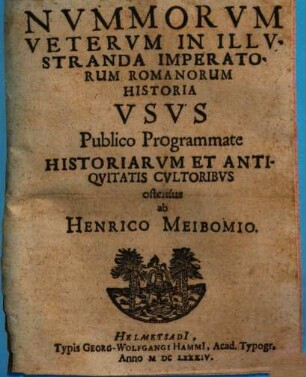 NVMMORVM
VETERVM IN ILLV-
STRANDA IMPERATO-
RUM ROMANORUM
HISTORIA
VSVS
Publico Programmate
HISTORIARVM ET ANTI-
QVITATIS CVLTORIBVS
ostensus
ab
HENRICO MEIBOMIO.
HELMETSADI,
Typis GEORG-WOLFGANGI HAMMI, Acad. Typogr.
Anno M DC LXXXIV.